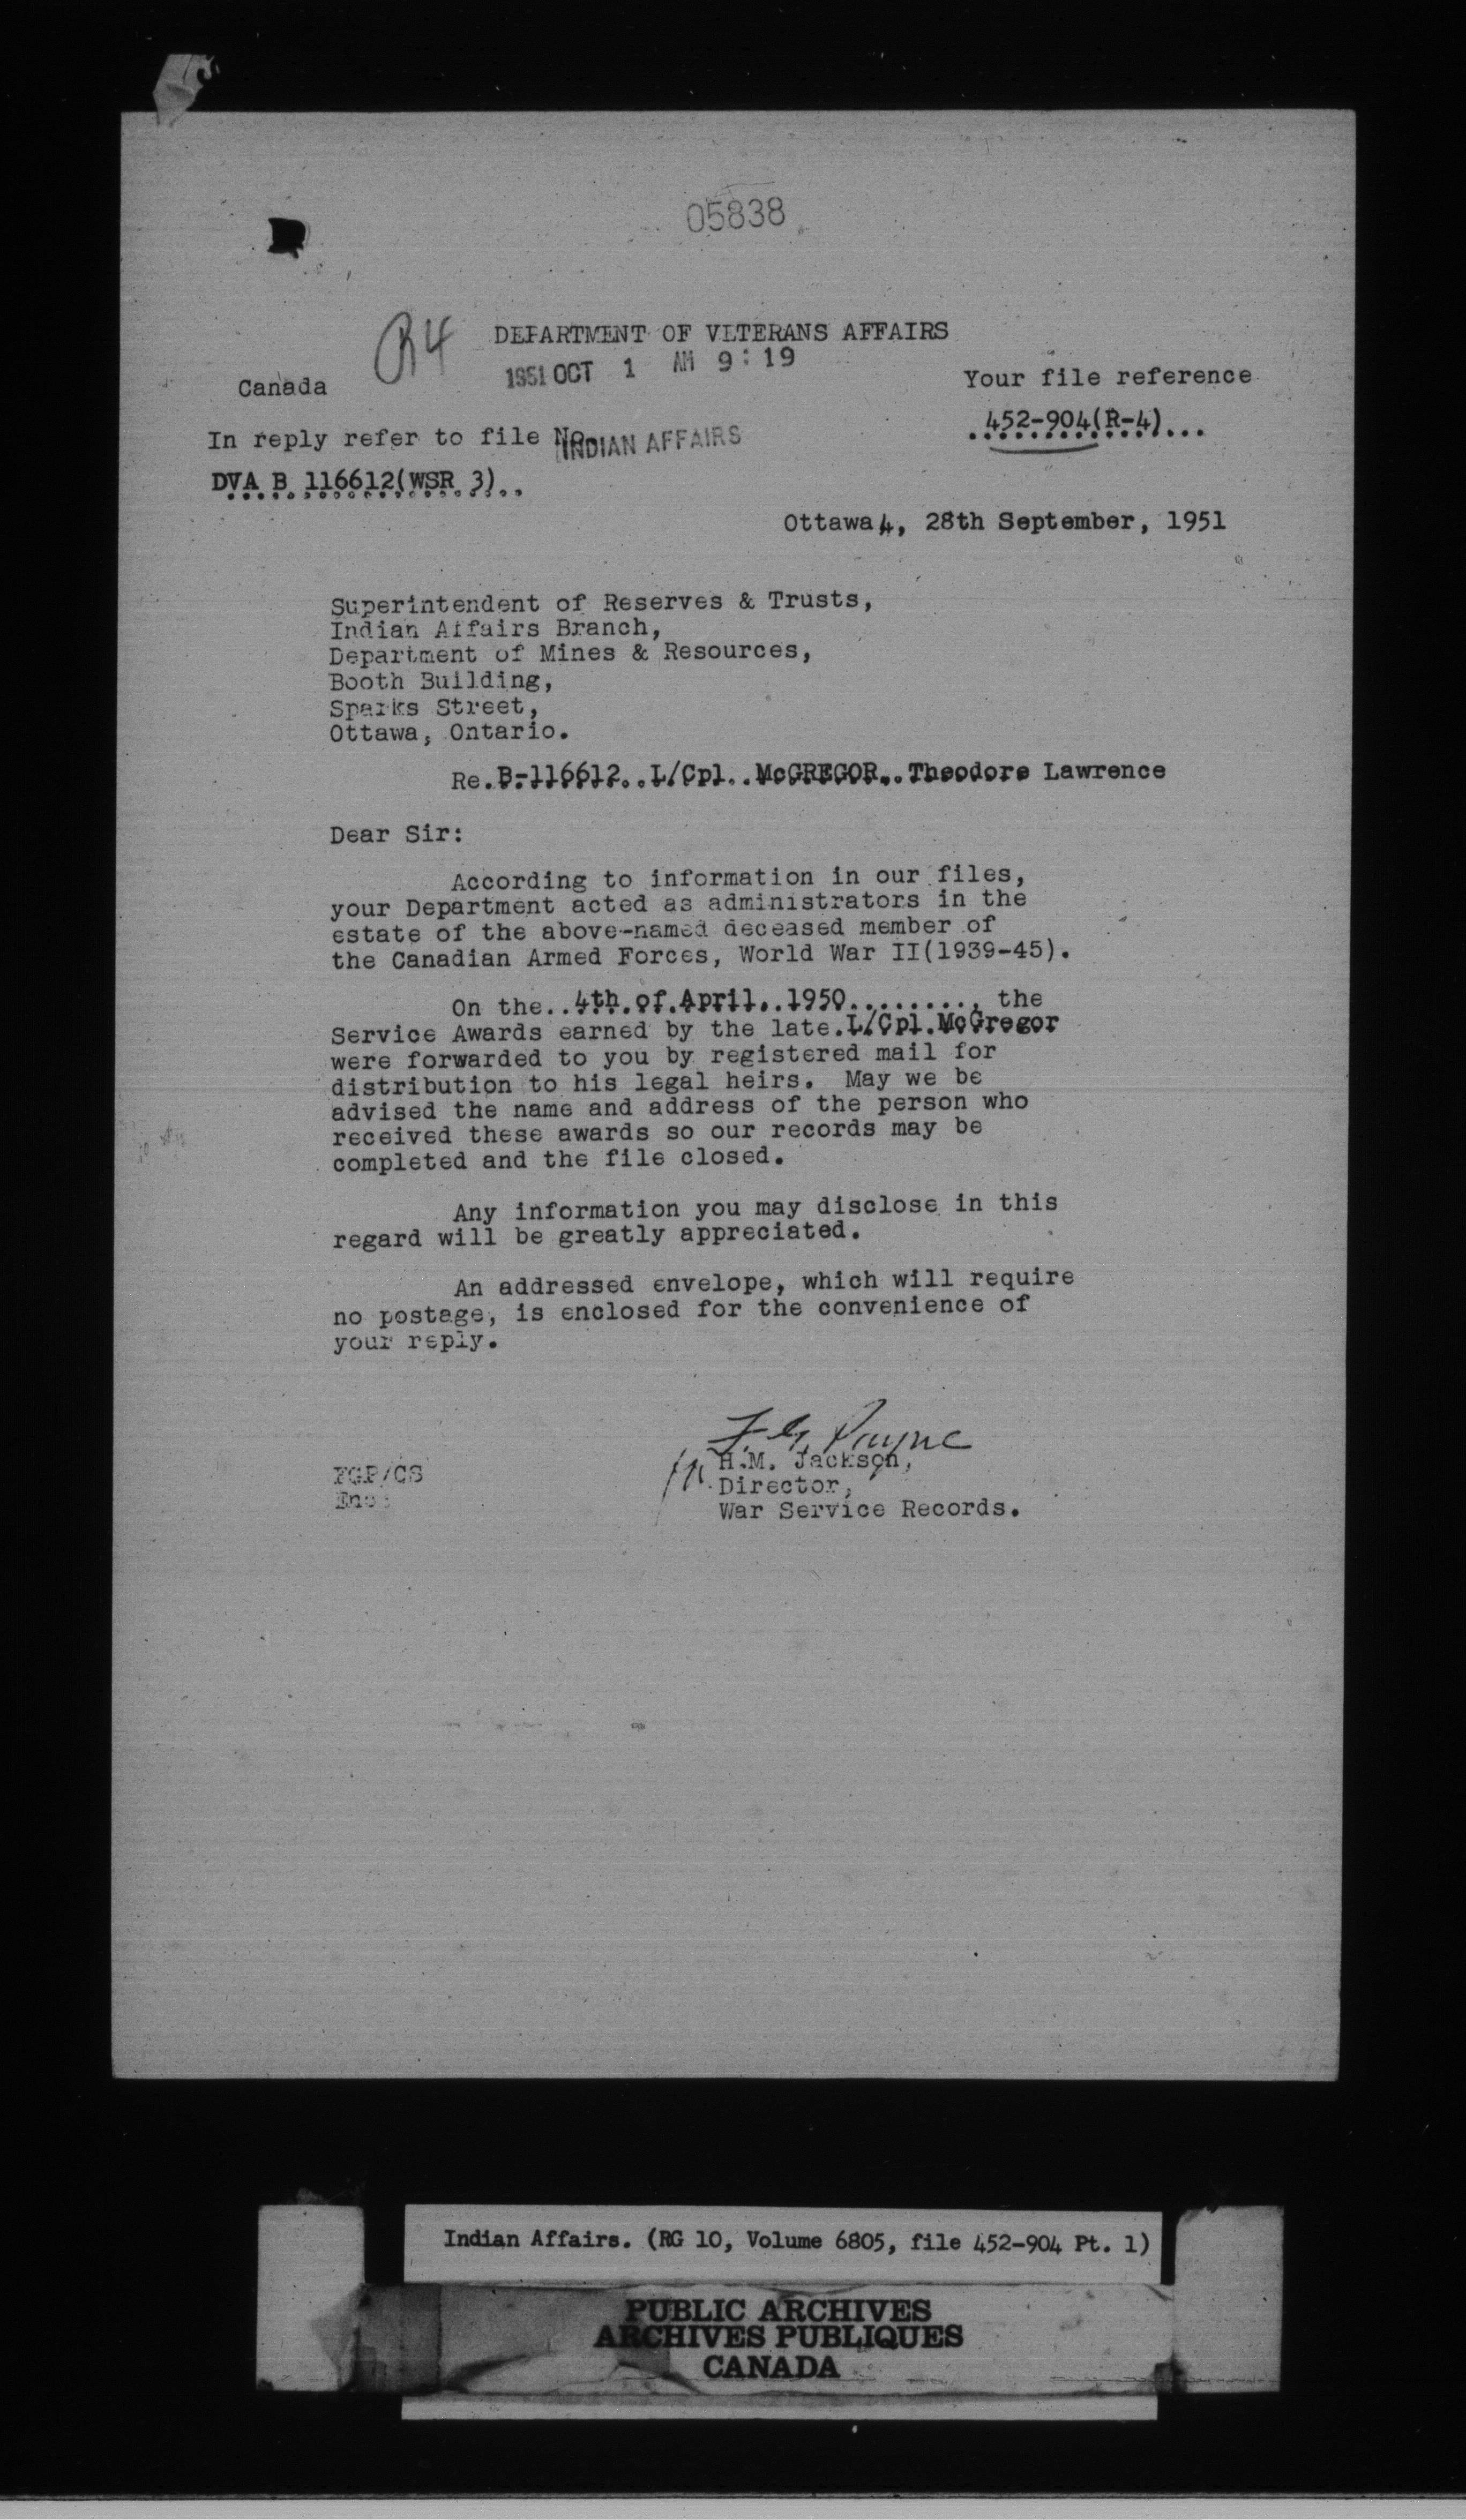 05838
R4
DEPARTMENT OF VETERANS AFFAIRS
1951 OCT 1 AM 9:19
Canada
Your file reference
452-904(R-4)...
In reply refer to file No.
INDIAN AFFAIRS
DVA B 116612(WSR 3)..
Ottawa 4, 28th September, 1951
Superintendent of Reserves & Trusts,
Indian Affairs Branch,
Department of Mines & Resources,
Booth Building,
Sparks Street,
Ottawa, Ontario.
Re. B-116612..L/Cpl..McGREGOR..Theodore Lawrence
Dear Sir:
According to information in our files,
your Department acted as administrators in the
estate of the above-named deceased member of
the Canadian Armed Forces, World War II(1939-45).
On the..4th.of.April..1950........., the
Service Awards earned by the late.L/Cpl.McGregor
were forwarded to you by registered mail for
distribution to his legal heirs. May we be
advised the name and address of the person who
received these awards so our records may be
completed and the file closed.
Any information you may disclose in this
regard will be greatly appreciated.
An addressed envelope, which will require
no postage, is enclosed for the convenience of
your reply.
F. G. Payne
H.M. Jackson,
FGP/CS
Director,
Enc:
War Service Records.
Indian Affairs. (RG 10, Volume 6805, file 452-904 Pt. 1)
PUBLIC ARCHIVES
ARCHIVES PUBLIQUES
CANADA